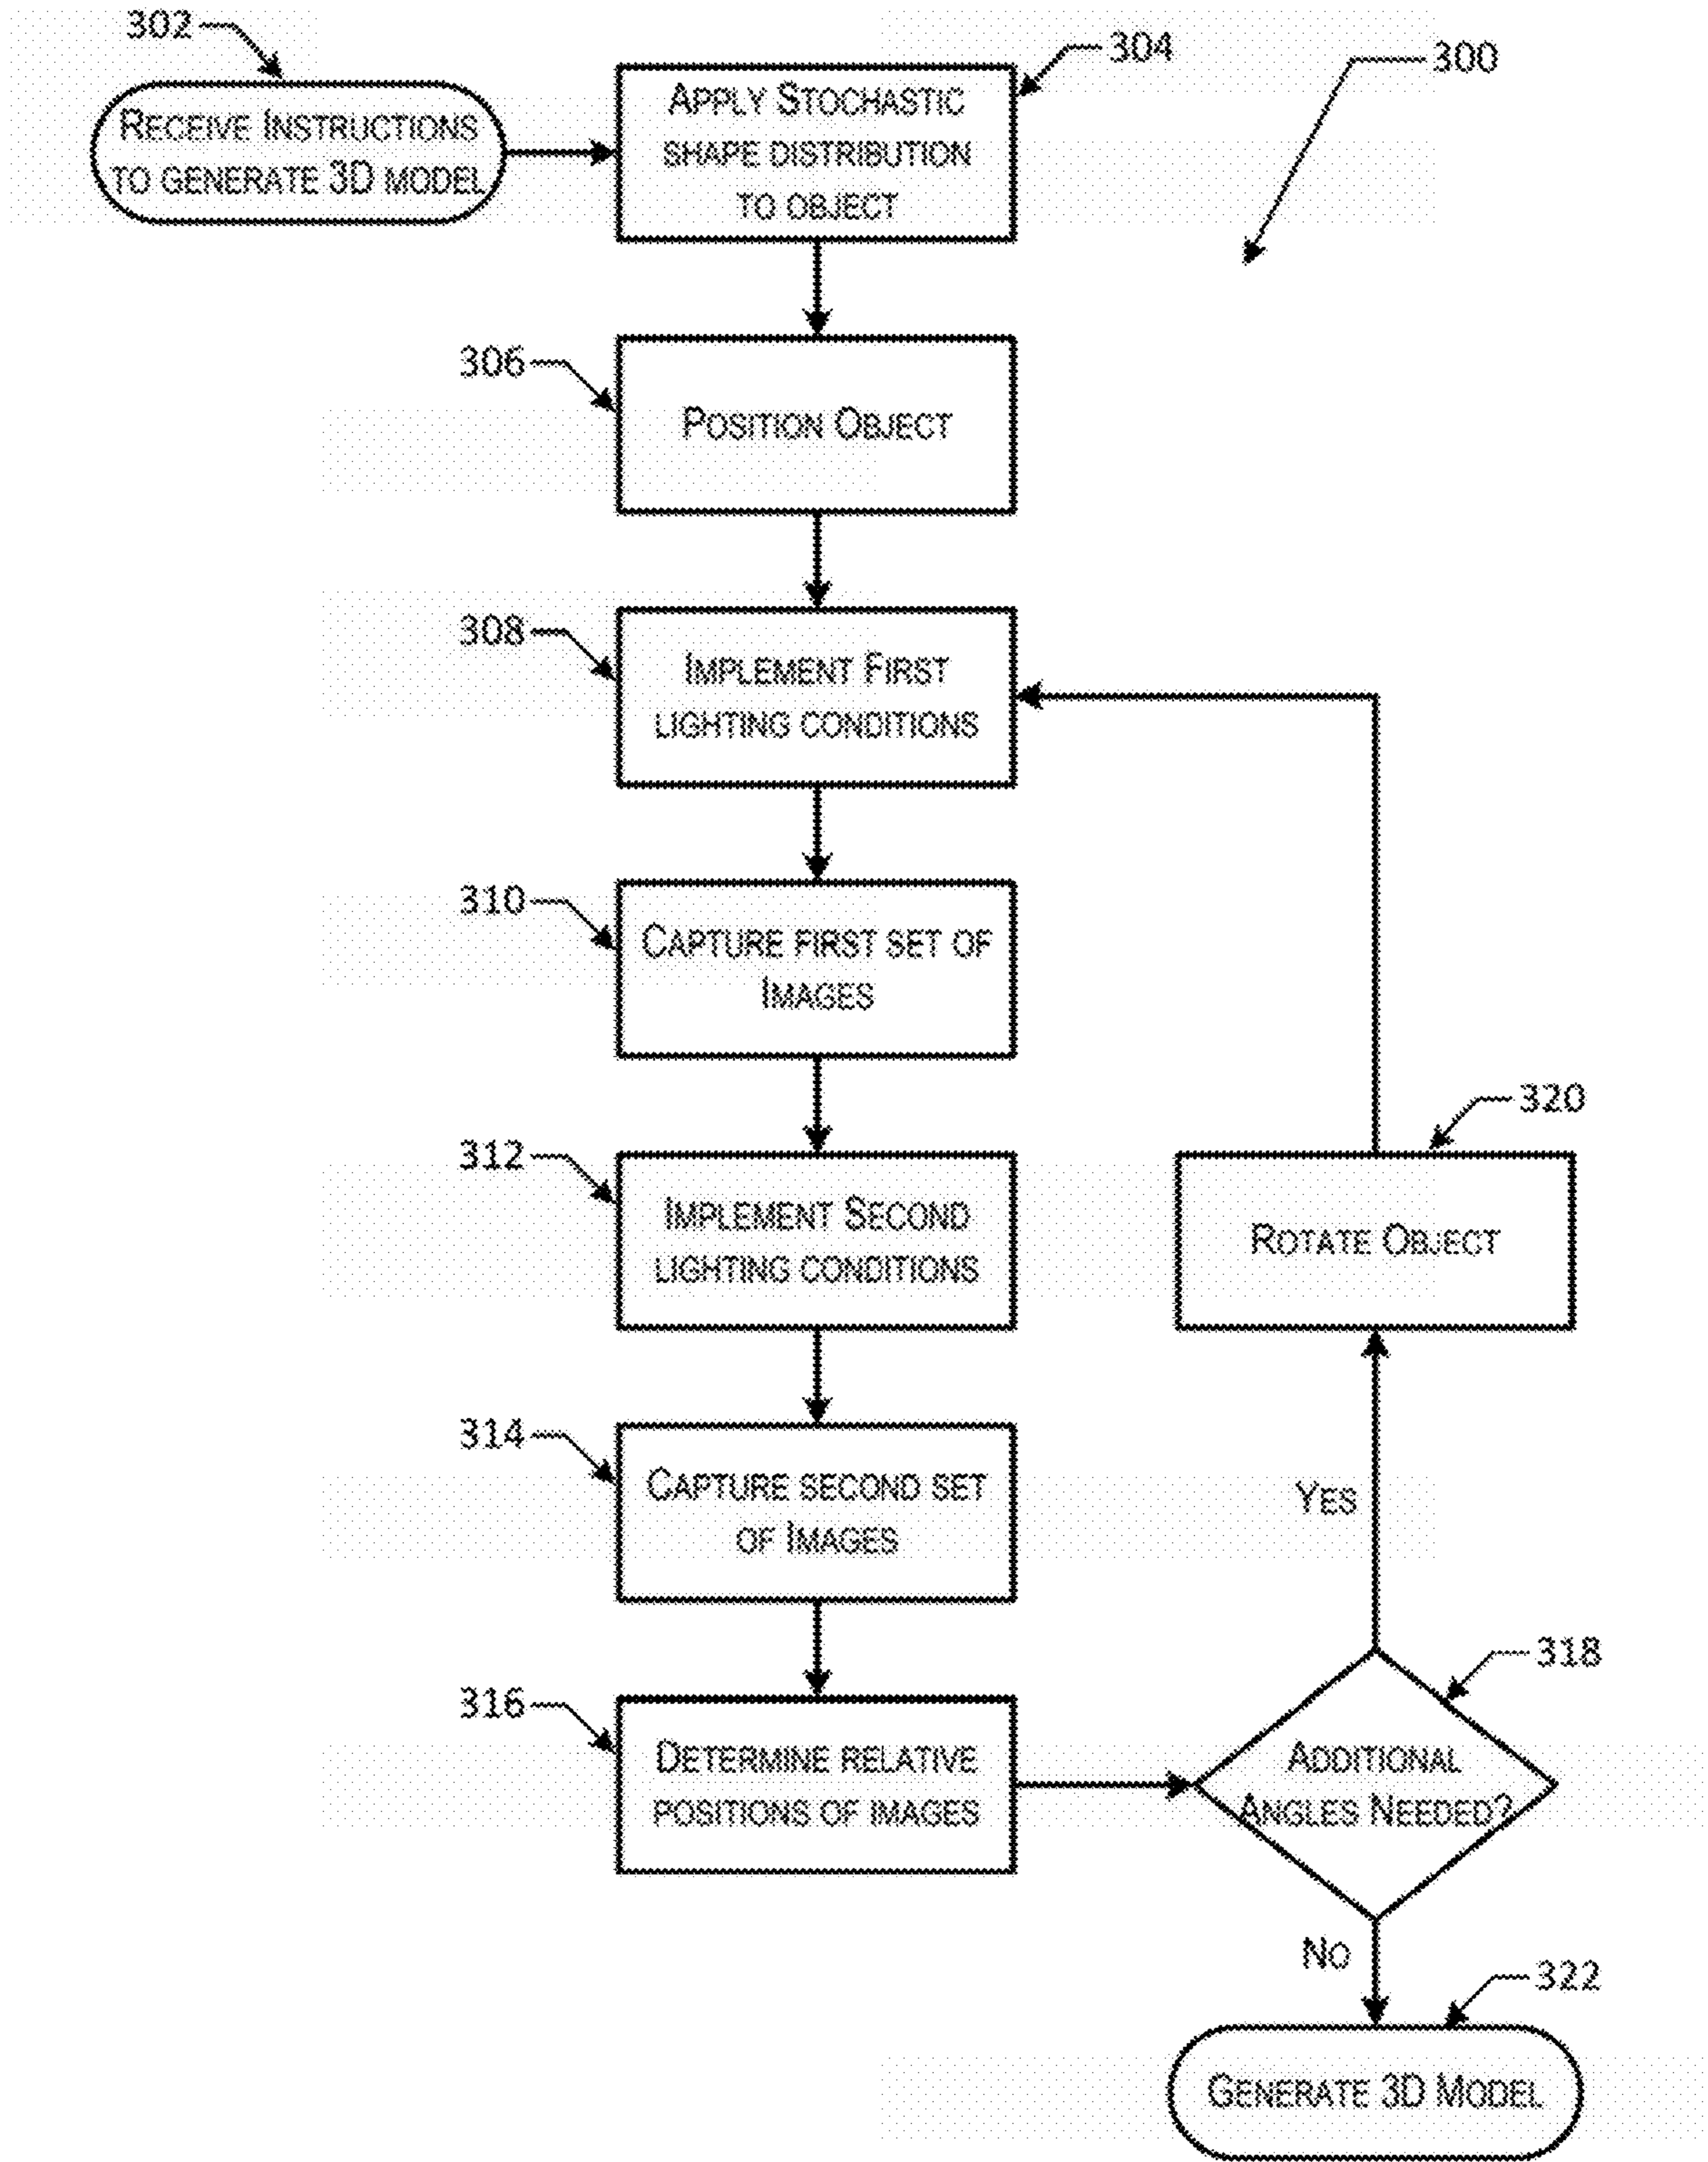 302
RECEIVE INSTRUCTIONS
TO GENERATE 3D MODEL
304
APPLY STOCHASTIC
SHAPE DISTRIBUTION
TO OBJECT
300
306
POSITION OBJECT
308
IMPLEMENT FIRST
LIGHTING CONDITIONS
310
CAPTURE FIRST SET OF
IMAGES
312
IMPLEMENT SECOND
LIGHTING CONDITIONS
314
CAPTURE SECOND SET
OF IMAGES
316
DETERMINE RELATIVE
POSITIONS OF IMAGES
318
ADDITIONAL
ANGLES NEEDED?
YES
320
ROTATE OBJECT
NO
322
GENERATE 3D MODEL